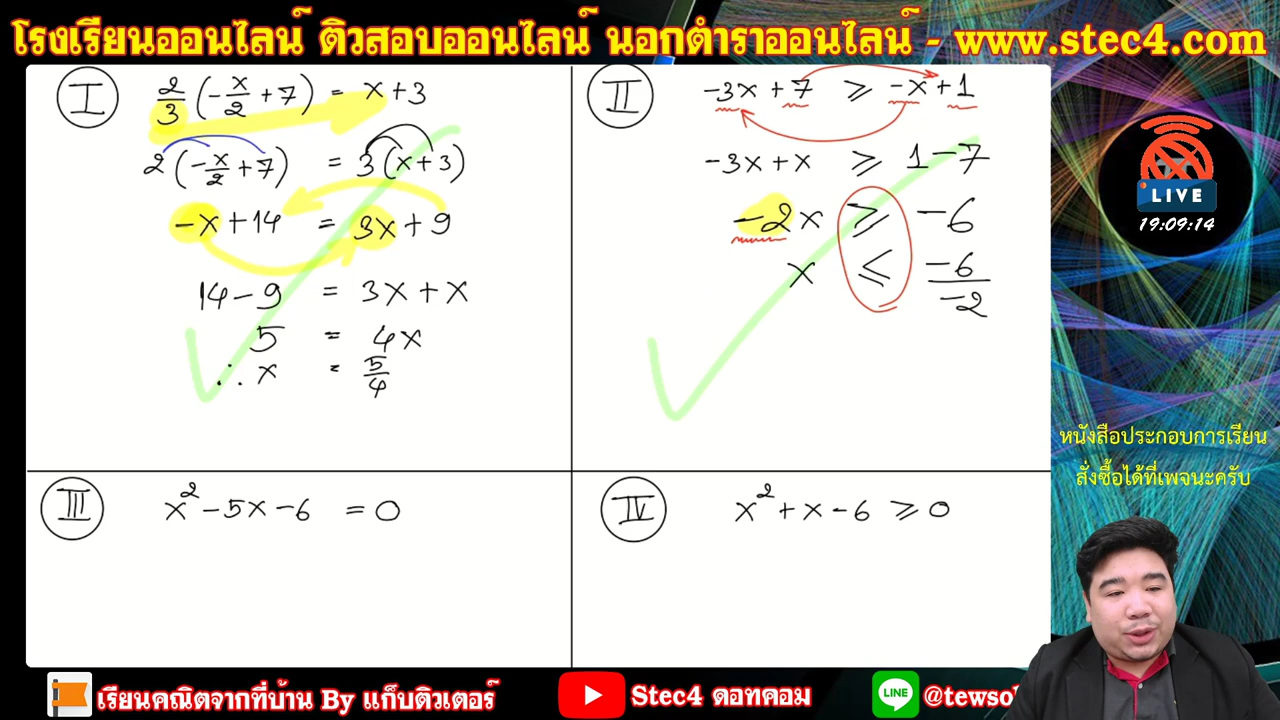 โรงเรียนออนไลน์ ติวสอบออนไลน์ นอกตำราออนไลน์ - www.stec4.com
I
2/3 (-x/2 + 7) = x + 3
2(-x/2 + 7) = 3(x + 3)
-x + 14 = 3x + 9
14 - 9 = 3x + x
5 = 4x
∴ x = 5/4
II
-3x + 7 ≥ -x + 1
-3x + x ≥ 1 - 7
-2x ≥ -6
x ≤ -6/-2
III
x² - 5x - 6 = 0
IV
x² + x - 6 ≥ 0
LIVE
19:09:14
หนังสือประกอบการเรียน
สั่งซื้อได้ที่เพจนะครับ
เรียนคณิตจากที่บ้าน By แก็บติวเตอร์
Stec4 ดอทคอม
LINE